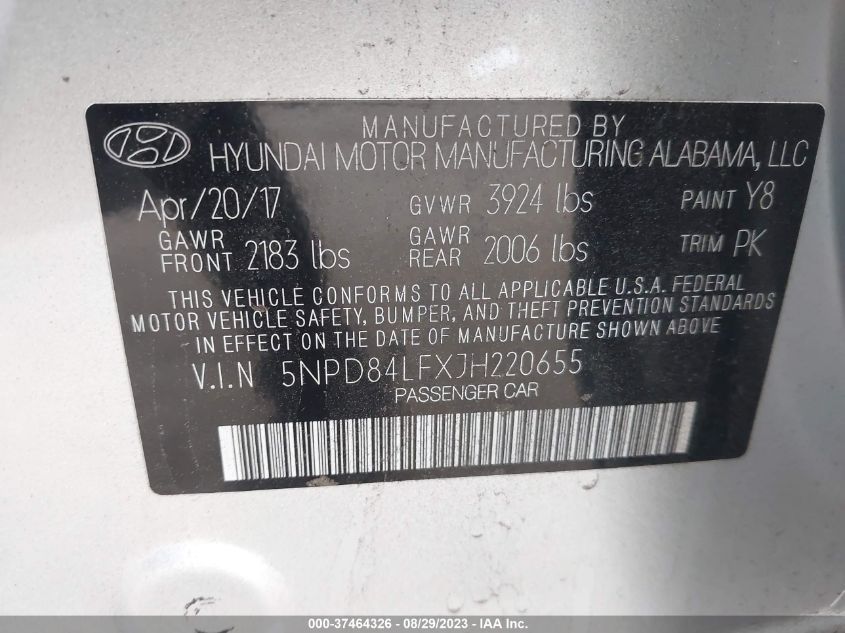 MANUFACTURED BY
HYUNDAI MOTOR MANUFACTURING ALABAMA, LLC
Apr/20/17 GVWR 3924 lbs PAINT Y8
GAWR FRONT 2183 lbs GAWR REAR 2006 lbs TRIM PK
THIS VEHICLE CONFORMS TO ALL APPLICABLE U.S.A. FEDERAL
MOTOR VEHICLE SAFETY, BUMPER, AND THEFT PREVENTION STANDARDS
IN EFFECT ON THE DATE OF MANUFACTURE SHOWN ABOVE
V.I.N 5NPD84LFXJH220655
PASSENGER CAR
000-37464326 - 08/29/2023 - IAA Inc.